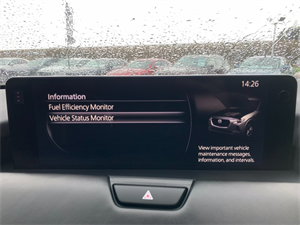 14:26
Information
Fuel Efficiency Monitor
Vehicle Status Monitor
View important vehicle
maintenance messages,
information, and intervals.